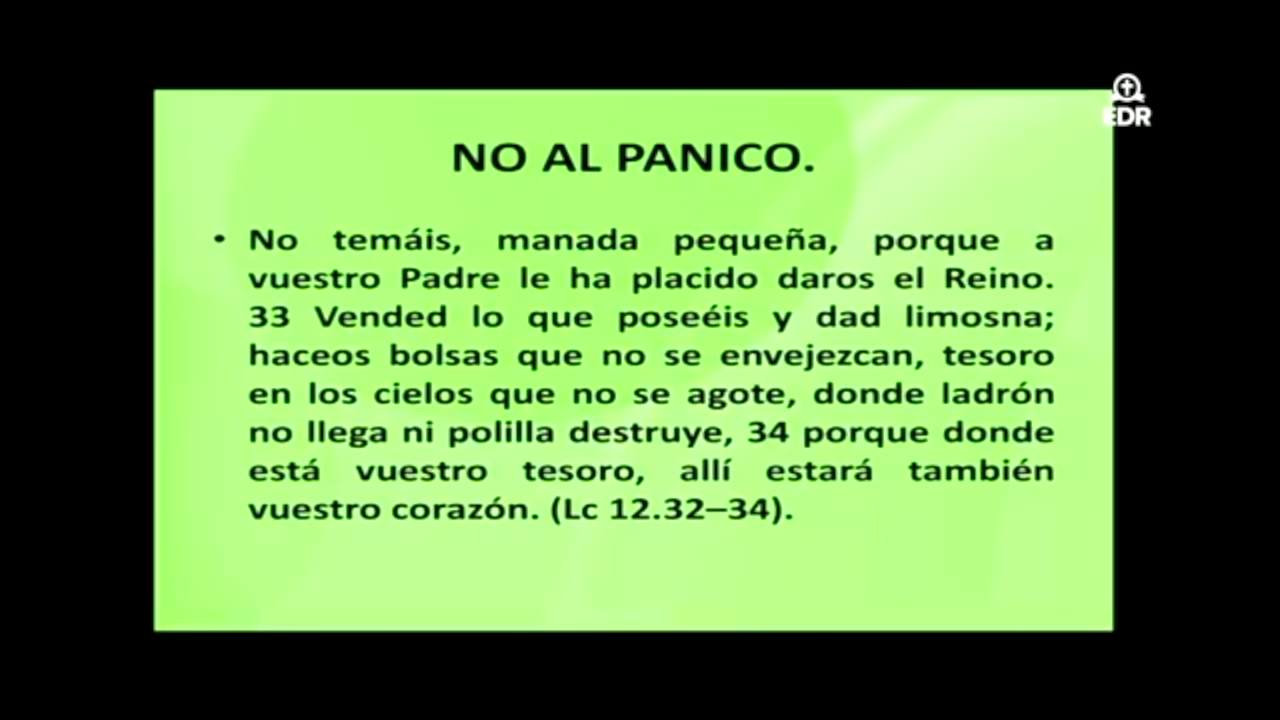 EDR
NO AL PANICO.
• No temáis, manada pequeña, porque a
vuestro Padre le ha placido daros el Reino.
33 Vended lo que poseéis y dad limosna;
haceos bolsas que no se envejezcan, tesoro
en los cielos que no se agote, donde ladrón
no llega ni polilla destruye, 34 porque donde
está vuestro tesoro, allí estará también
vuestro corazón. (Lc 12.32–34).